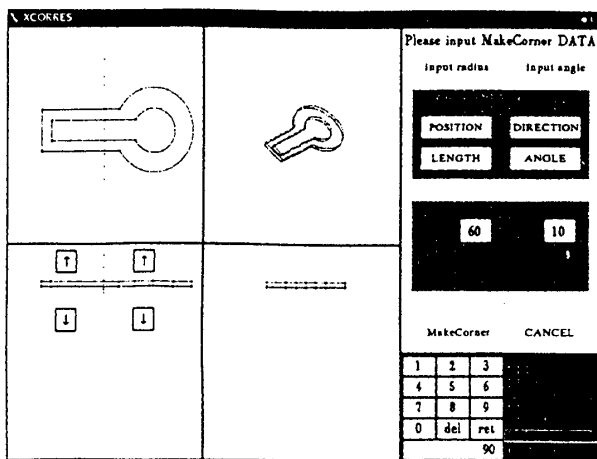 XCORRES
Please input MakeCorner DATA
input radius input angle
POSITION DIRECTION
LENGTH ANGLE
60 10
↑ ↑
↓ ↓
MakeCorner CANCEL
1 2 3
4 5 6
7 8 9
0 del ret
90